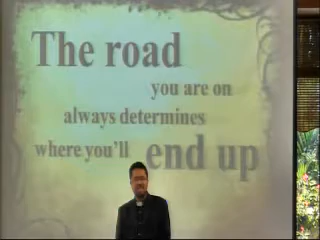 The road
you are on
always determines
where you'll end up